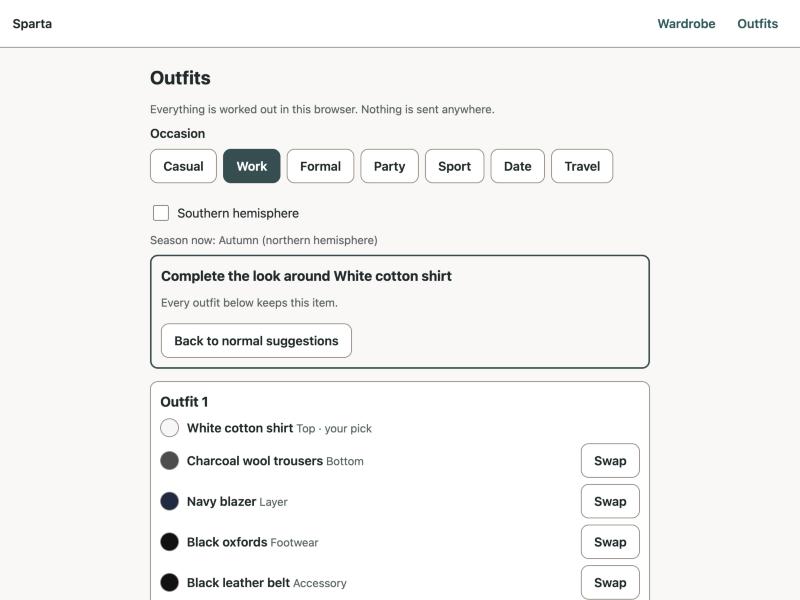 Sparta
Wardrobe Outfits
Outfits
Everything is worked out in this browser. Nothing is sent anywhere.
Occasion
Casual Work Formal Party Sport Date Travel
Southern hemisphere
Season now: Autumn (northern hemisphere)
Complete the look around White cotton shirt
Every outfit below keeps this item.
Back to normal suggestions
Outfit 1
White cotton shirt Top · your pick
Charcoal wool trousers Bottom Swap
Navy blazer Layer Swap
Black oxfords Footwear Swap
Black leather belt Accessory Swap